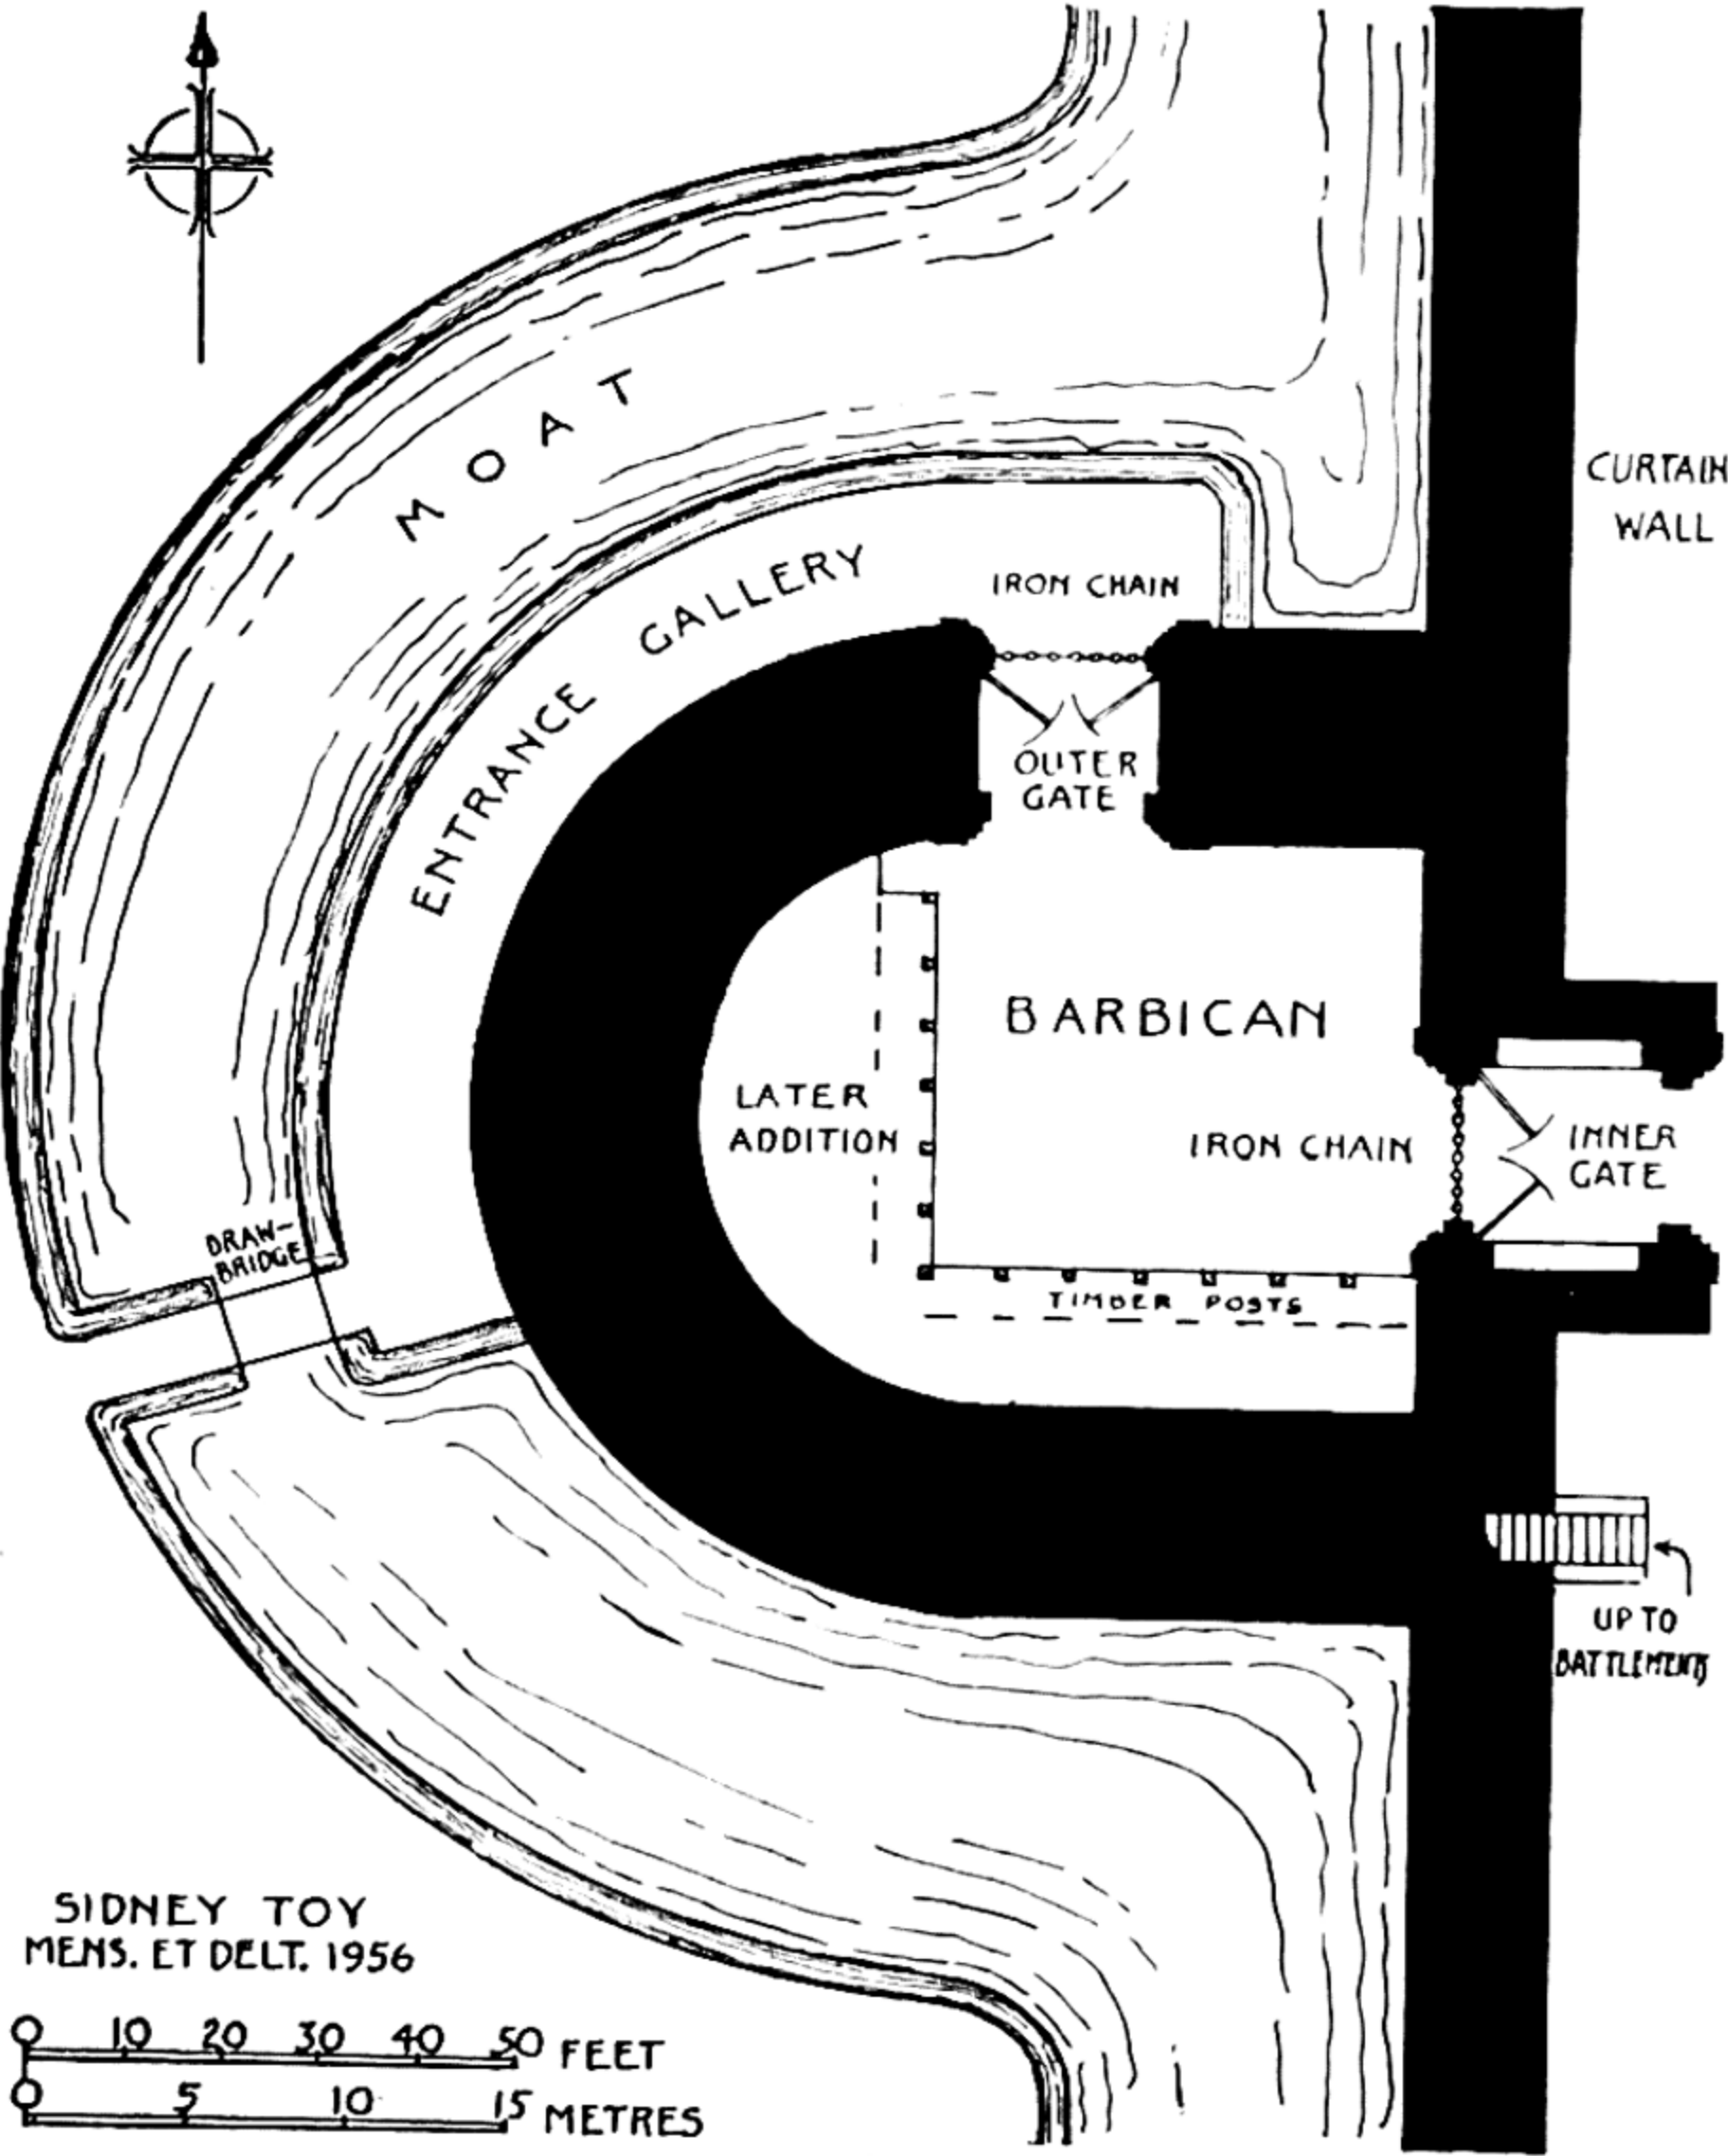 MOAT
CURTAIN
WALL
ENTRANCE GALLERY
IRON CHAIN
OUTER
GATE
BARBICAN
LATER
ADDITION
IRON CHAIN
INNER
GATE
DRAW-
BRIDGE
TIMBER POSTS
UP TO
BATTLEMENTS
SIDNEY TOY
MENS. ET DELT. 1956
0 10 20 30 40 50 FEET
0 5 10 15 METRES